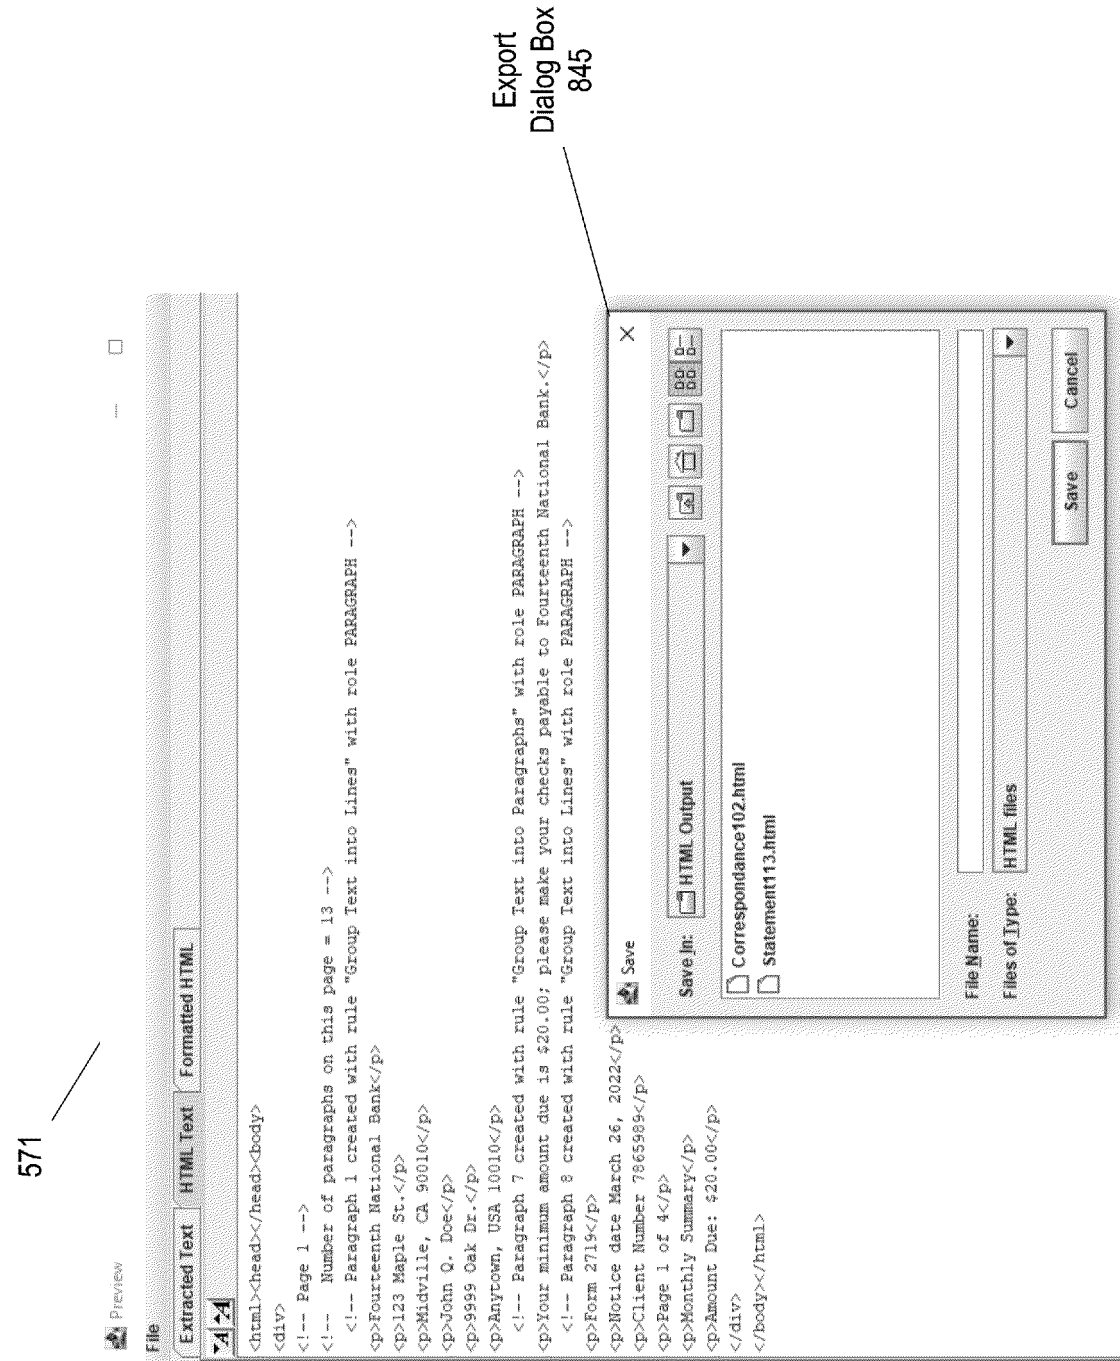 571
Preview
File
Extracted Text HTML Text Formatted HTML
A A
<html><head></head><body>
<div>
<!-- Page 1 -->
<!-- Number of paragraphs on this page = 13 -->
<!-- Paragraph 1 created with rule "Group Text into Lines" with role PARAGRAPH -->
<p>Fourteenth National Bank</p>
<p>123 Maple St.</p>
<p>Midville, CA 90010</p>
<p>John Q. Doe</p>
<p>9999 Oak Dr.</p>
<p>Anytown, USA 10010</p>
<!-- Paragraph 7 created with rule "Group Text into Paragraphs" with role PARAGRAPH -->
<p>Your minimum amount due is $20.00; please make your checks payable to Fourteenth National Bank.</p>
<!-- Paragraph 8 created with rule "Group Text into Lines" with role PARAGRAPH -->
<p>Form 2719</p>
<p>Notice date March 26, 2022</p>
<p>Client Number 7865989</p>
<p>Page 1 of 4</p>
<p>Monthly Summary</p>
<p>Amount Due: $20.00</p>
</div>
</body></html>
Export
Dialog Box
845
Save
Save In: HTML Output
Correspondance102.html
Statement113.html
File Name:
Files of Type: HTML files
Save Cancel